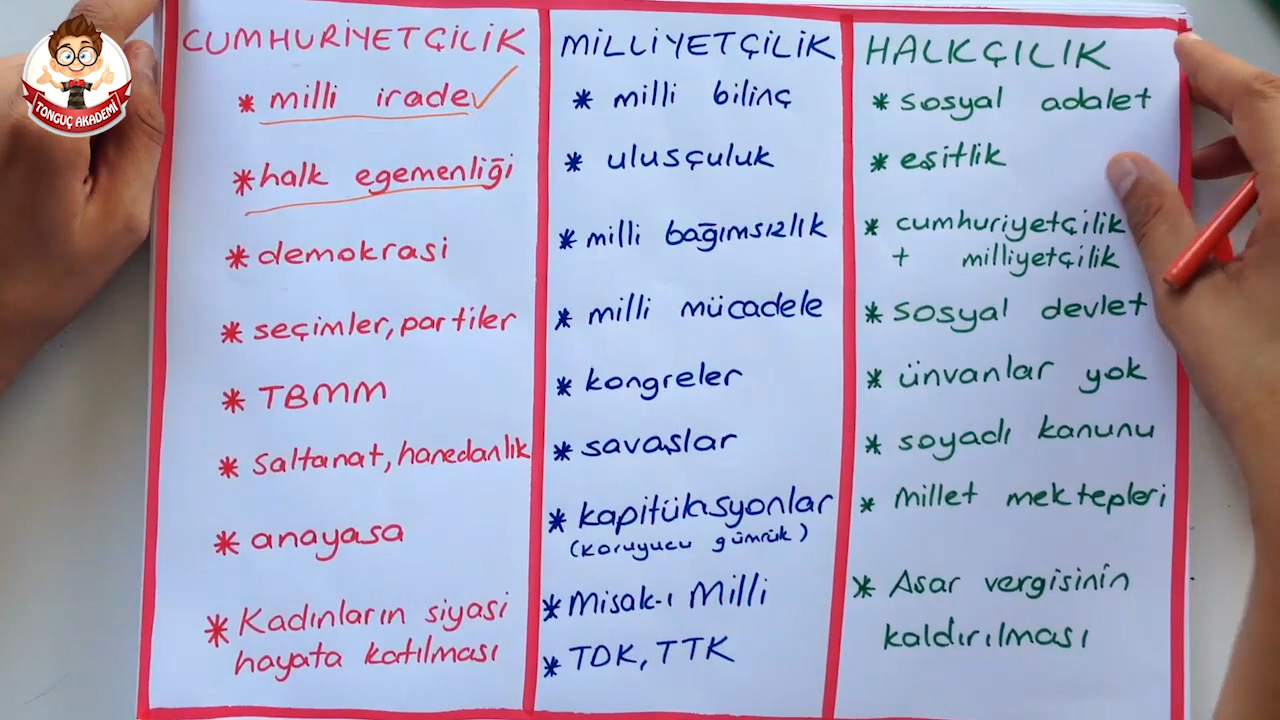 TONGUÇ AKADEMİ
CUMHURİYETÇİLİK
* milli irade ✓
* halk egemenliği
* demokrasi
* seçimler, partiler
* TBMM
* saltanat, hanedanlık
* anayasa
* Kadınların siyasi
hayata katılması
MİLLİYETÇİLİK
* milli bilinç
* ulusçuluk
* milli bağımsızlık
* milli mücadele
* kongreler
* savaşlar
* kapitülasyonlar
(koruyucu gümrük)
* Misak-ı Milli
* TDK, TTK
HALKÇILIK
* sosyal adalet
* eşitlik
* cumhuriyetçilik
+ milliyetçilik
* sosyal devlet
* ünvanlar yok
* soyadı kanunu
* millet mektepleri
* Asar vergisinin
kaldırılması